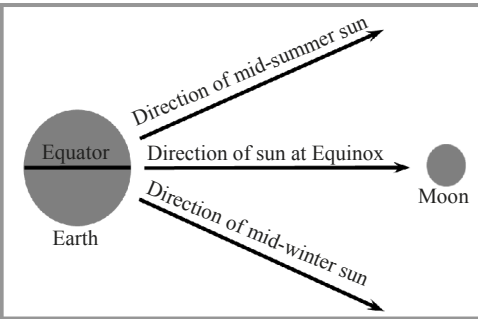 Direction of mid-summer sun
Equator
Direction of sun at Equinox
Moon
Earth
Direction of mid-winter sun